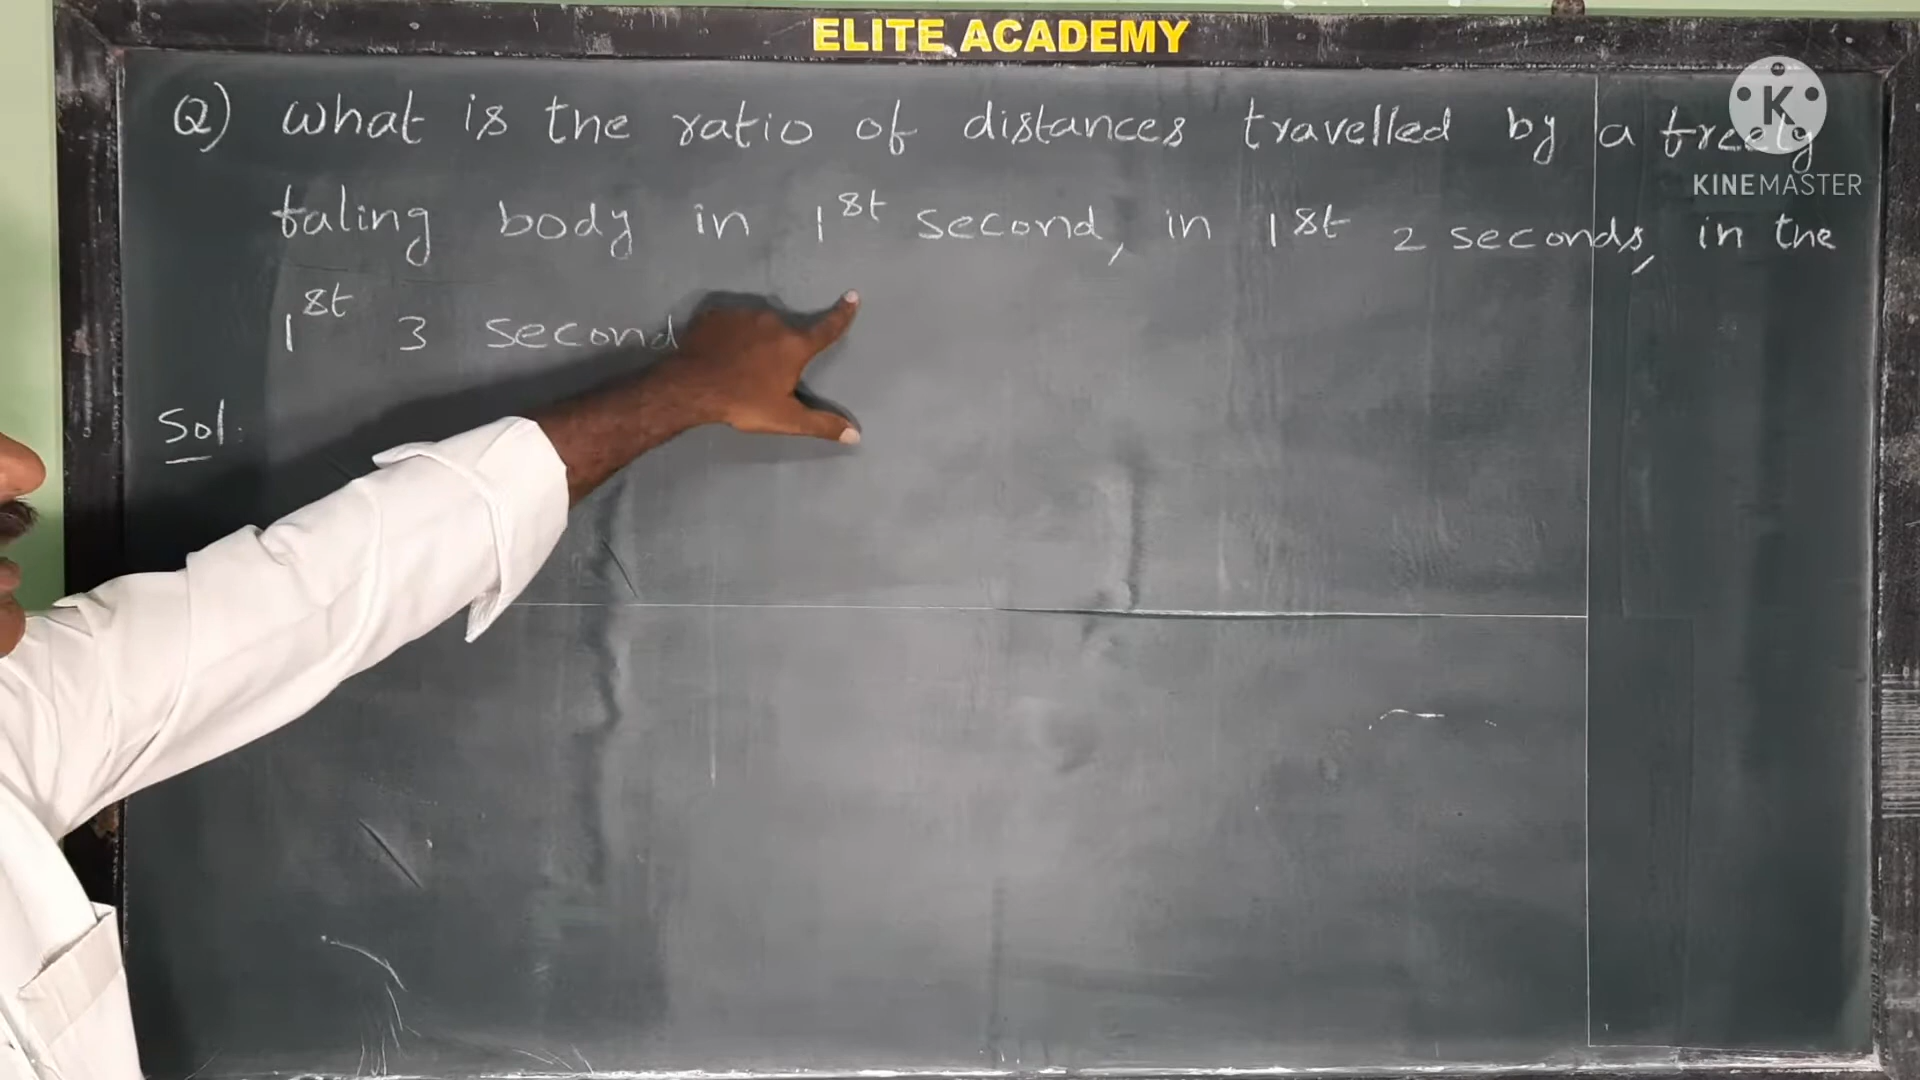 ELITE ACADEMY
Q) what is the ratio of distances travelled by a freely
faling body in 1st second, in 1st 2 seconds, in the
1st 3 second
Sol.
K
KINEMASTER